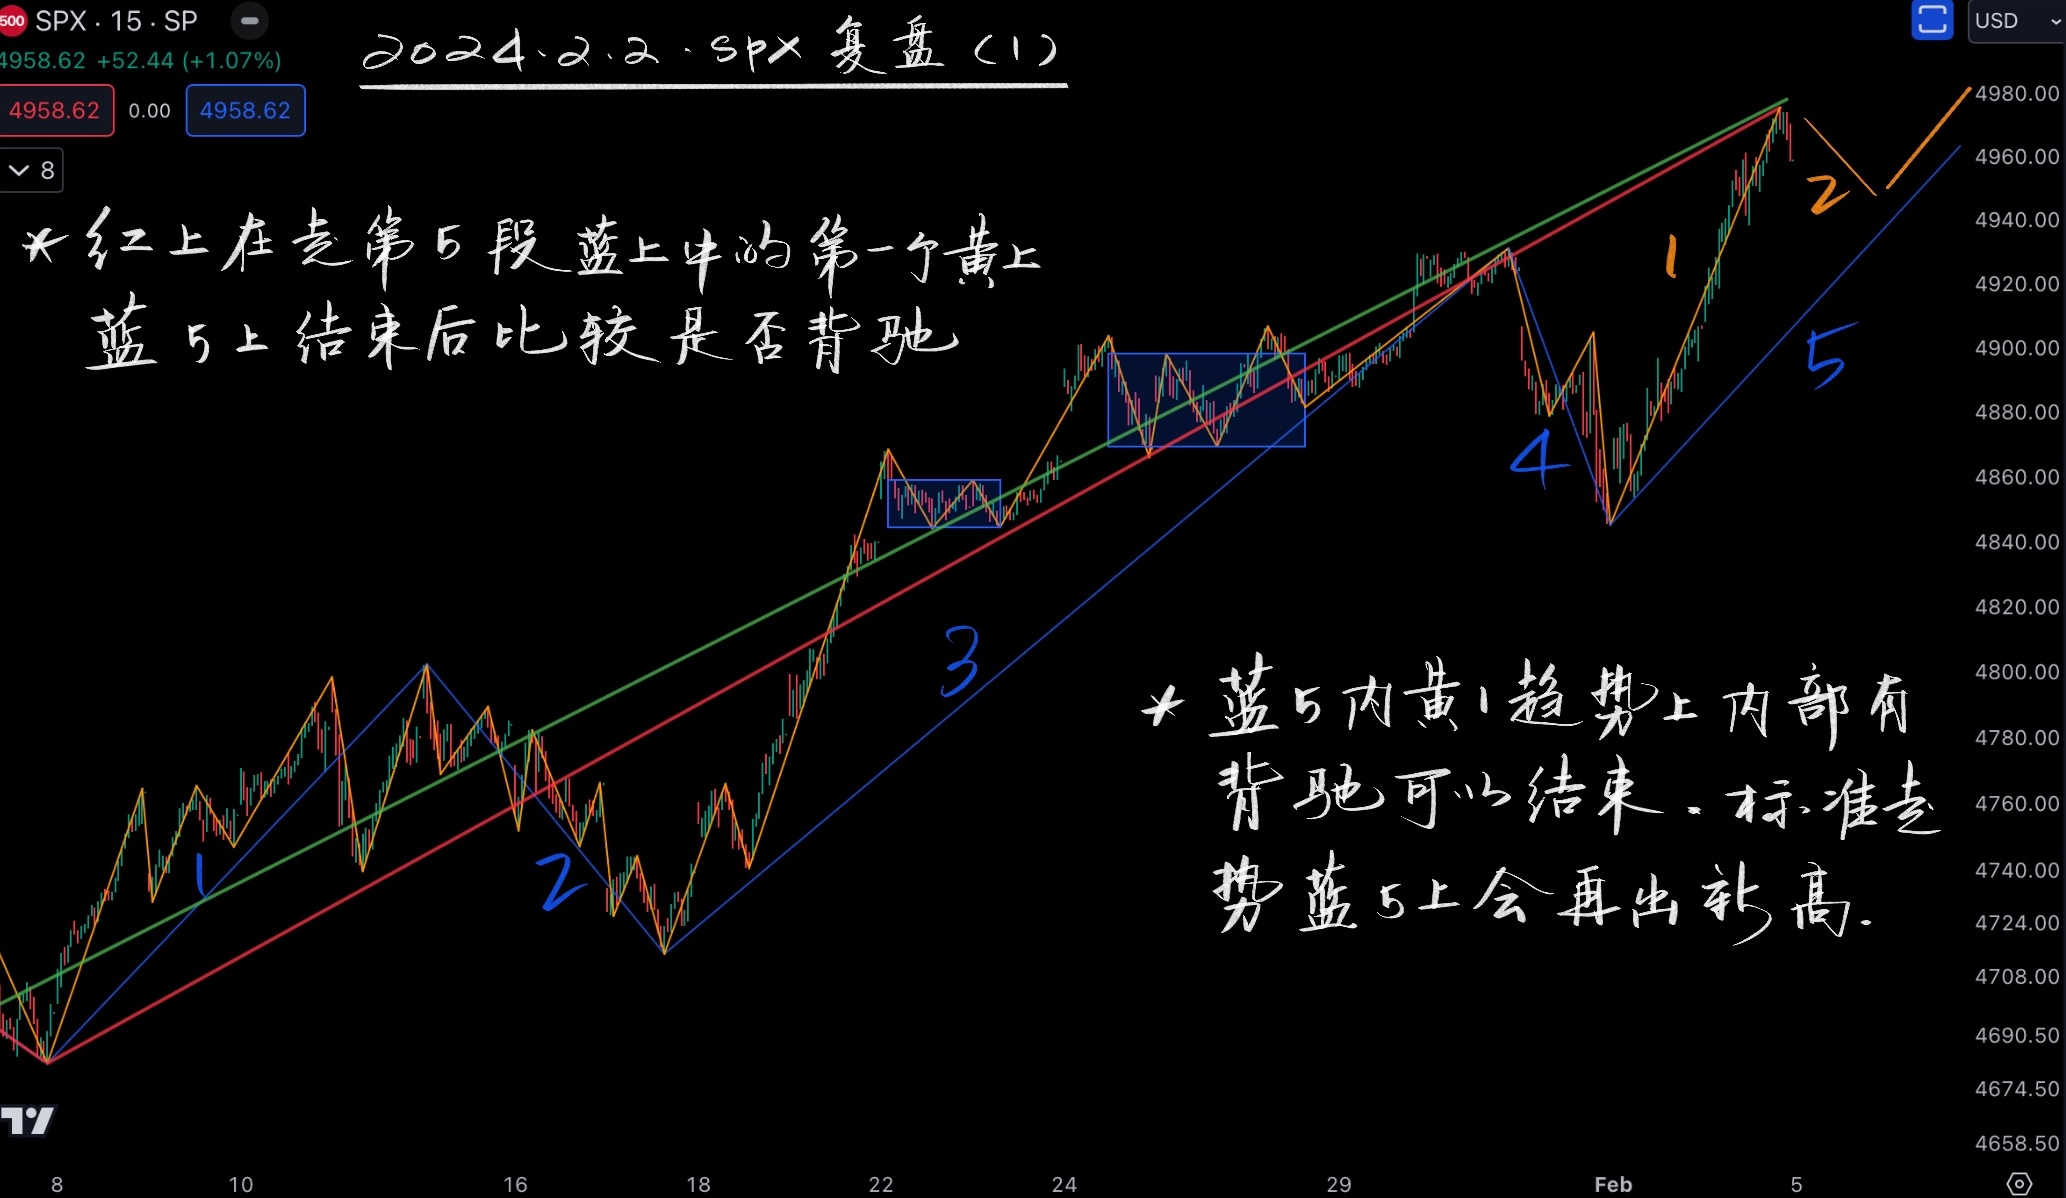 500 SPX · 15 · SP
4958.62 +52.44 (+1.07%)
4958.62 0.00 4958.62
8
2024.2.2.SPX 复盘 (1)
USD
* 红上在走第5段蓝上中的第一个黄上
蓝5上结束后比较是否背驰
1
2
3
4
5
1
2
* 蓝5内黄1趋势上内部有
背驰可以结束.标准走
势蓝5上会再出新高.
4980.00
4960.00
4940.00
4920.00
4900.00
4880.00
4860.00
4840.00
4820.00
4800.00
4780.00
4760.00
4740.00
4724.00
4708.00
4690.50
4674.50
4658.50
8 10 16 18 22 24 29 Feb 5